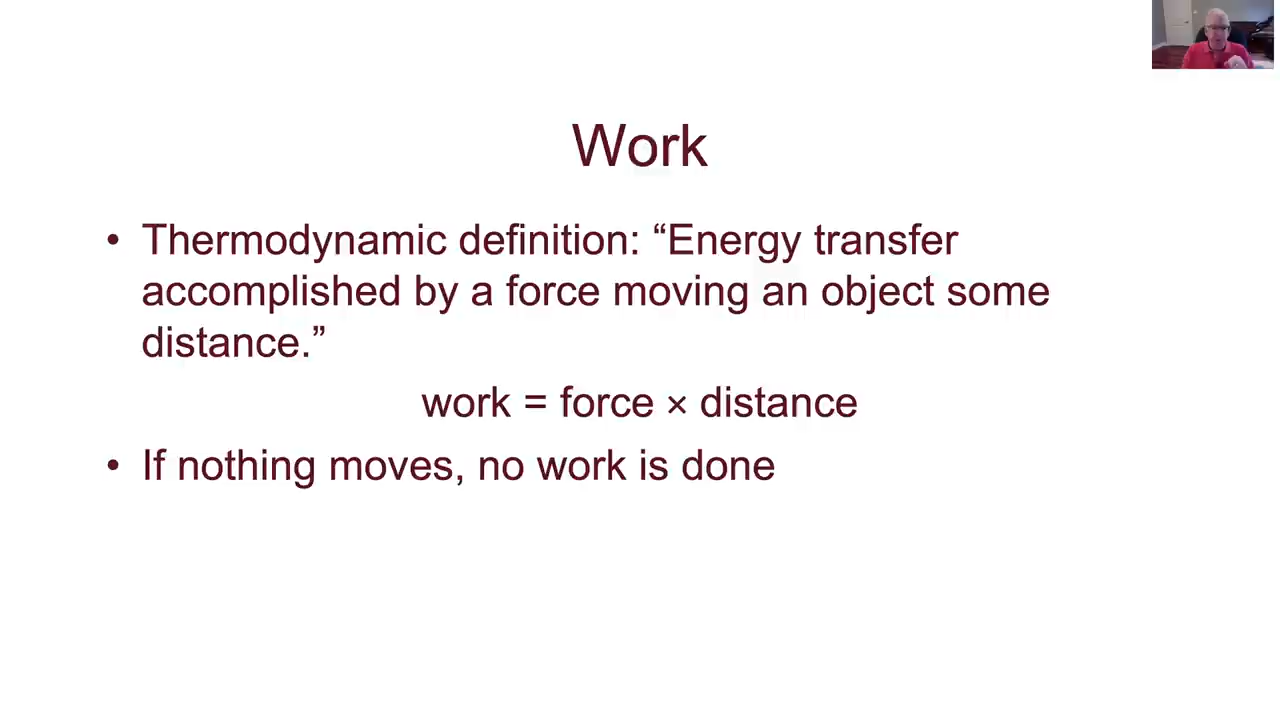 Work
• Thermodynamic definition: “Energy transfer
accomplished by a force moving an object some
distance.”
work = force × distance
• If nothing moves, no work is done